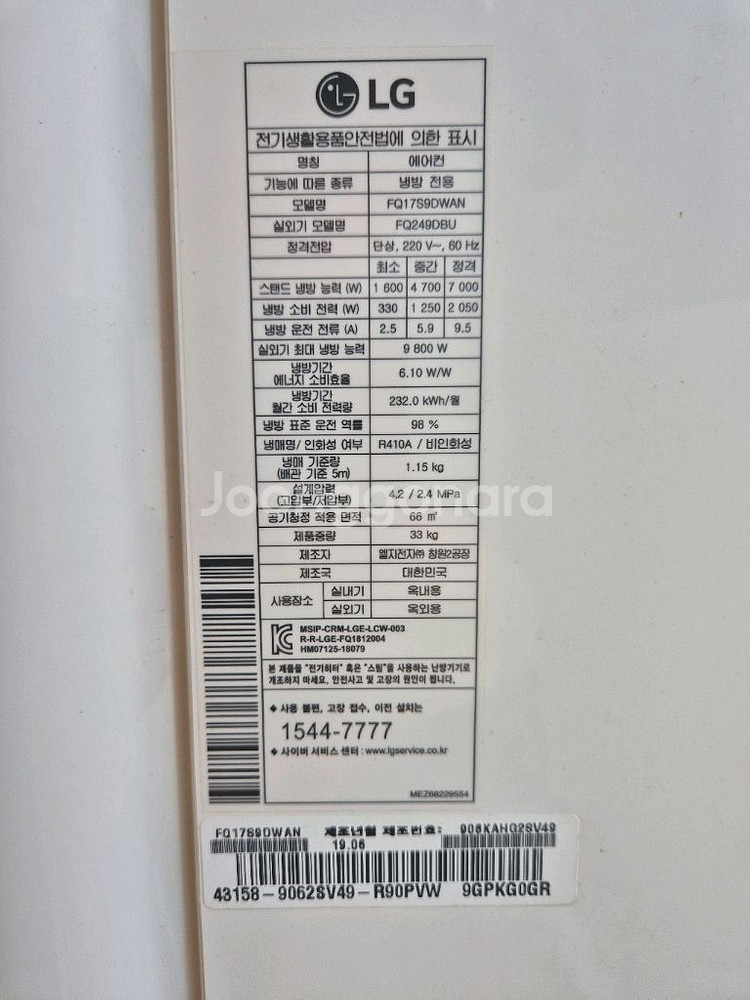 LG
전기생활용품안전법에 의한 표시
명칭 에어컨
기능에 따른 종류 냉방 전용
모델명 FQ17S9DWAN
실외기 모델명 FQ249DBU
정격전압 단상, 220 V~, 60 Hz
최소 중간 정격
스탠드 냉방 능력 (W) 1 600 4 700 7 000
냉방 소비 전력 (W) 330 1 250 2 050
냉방 운전 전류 (A) 2.5 5.9 9.5
실외기 최대 냉방 능력 9 800 W
냉방기간
에너지 소비효율 6.10 W/W
냉방기간
월간 소비 전력량 232.0 kWh/월
냉방 표준 운전 역률 98 %
냉매명/ 인화성 여부 R410A / 비인화성
냉매 기준량
(배관 기준 5m) 1.15 kg
설계압력
(고압부/저압부) 4.2 / 2.4 MPa
Joonggonara
공기청정 적용 면적 66 ㎡
제품중량 33 kg
제조자 엘지전자㈜ 창원2공장
제조국 대한민국
사용장소 실내기 옥내용
실외기 옥외용
MSIP-CRM-LGE-LCW-003
R-R-LGE-FQ1812004
HM07125-18079
본 제품을 "전기히터" 혹은 "스팀"을 사용하는 난방기기로
개조하지 마세요. 안전사고 및 고장의 원인이 됩니다.
◆ 사용 불편, 고장 접수, 이전 설치는
1544-7777
◆ 사이버 서비스 센터 : www.lgservice.co.kr
MEZ68229554
FQ17S9DWAN 제조년월 제조번호: 906KAHG2SV49
19.06
43158-9062SV49-R90PVW 9GPKG0GR